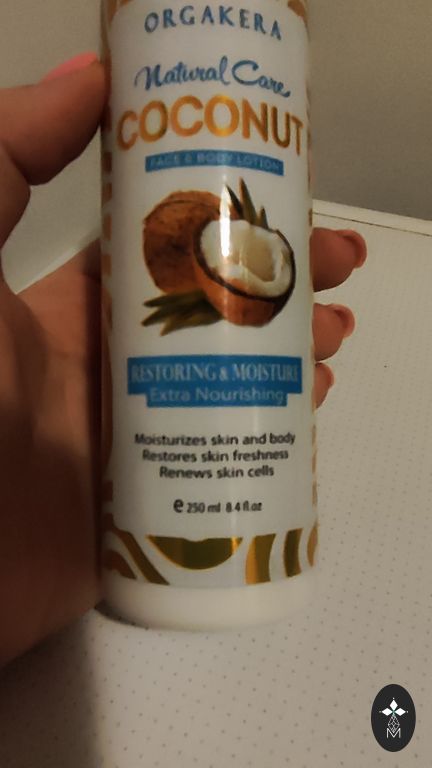 ORGAKERA
Natural Care
COCONUT
FACE & BODY LOTION
RESTORING & MOISTURE
Extra Nourishing
Moisturizes skin and body
Restores skin freshness
Renews skin cells
e 250 ml 8.4 fl.oz
M